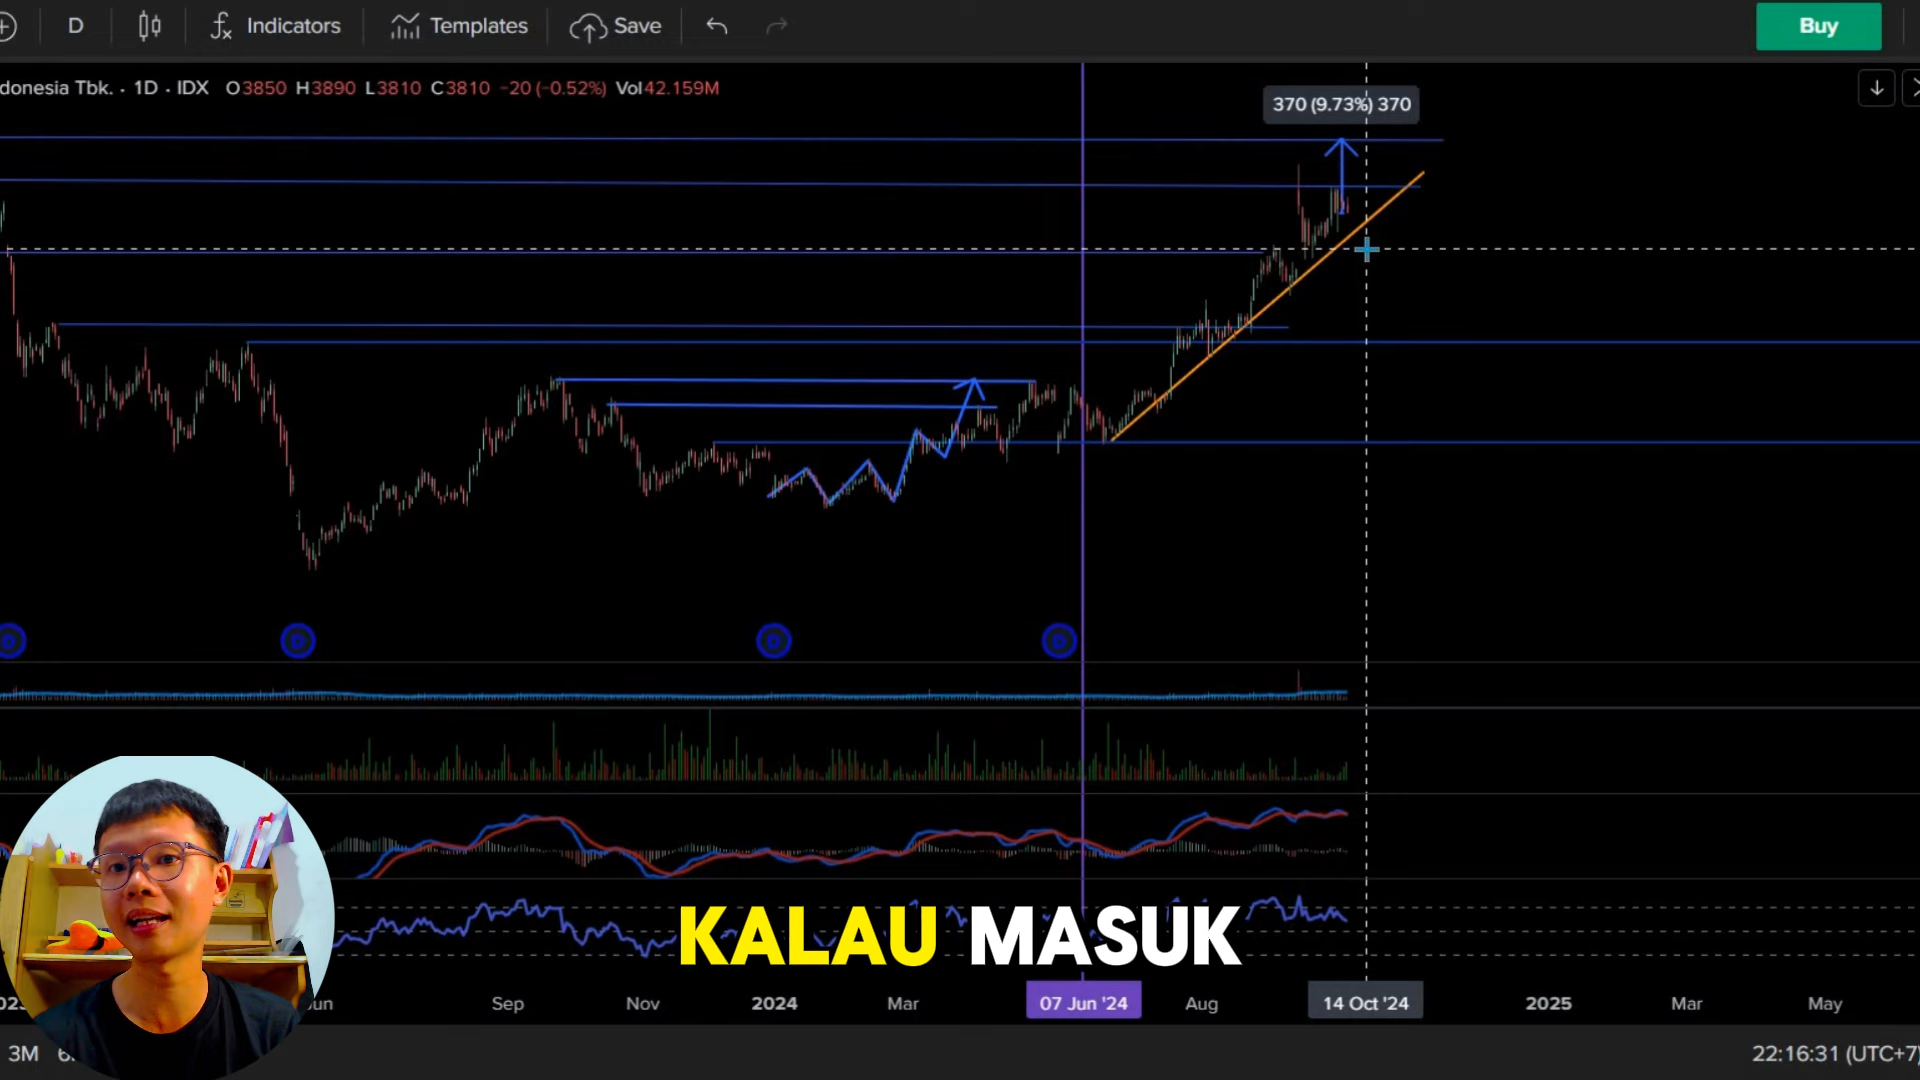 D Indicators Templates Save Buy
donesia Tbk. · 1D · IDX O3850 H3890 L3810 C3810 −20 (−0.52%) Vol42.159M
370 (9.73%) 370
D D D D
KALAU MASUK
Sep Nov 2024 Mar 07 Jun '24 Aug 14 Oct '24 2025 Mar May
3M 22:16:31 (UTC+7)